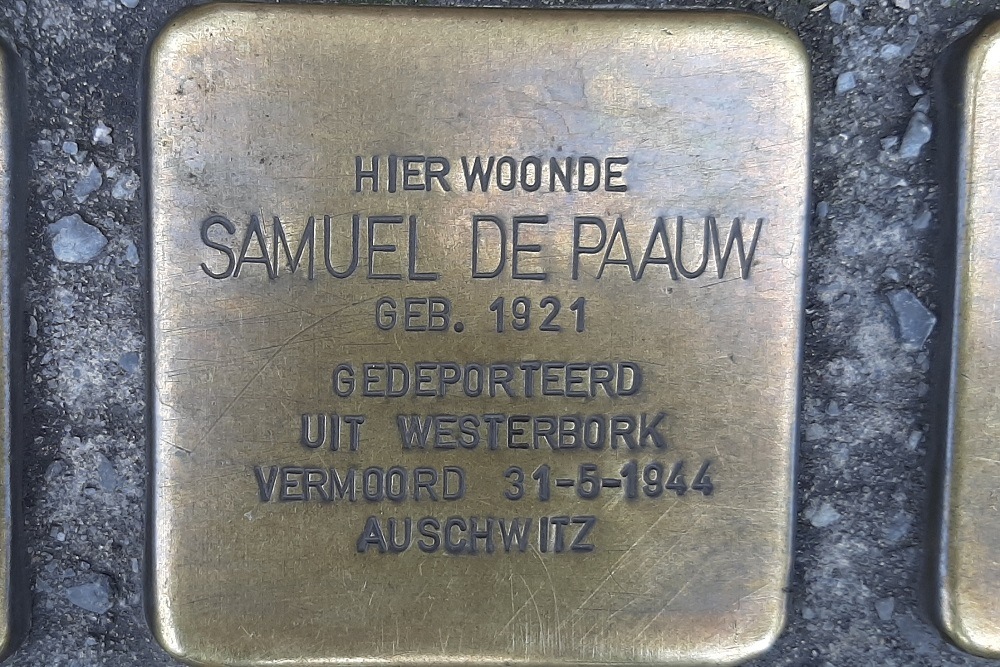 HIER WOONDE
SAMUEL DE PAAUW
GEB. 1921
GEDEPORTEERD
UIT WESTERBORK
VERMOORD 31-5-1944
AUSCHWITZ